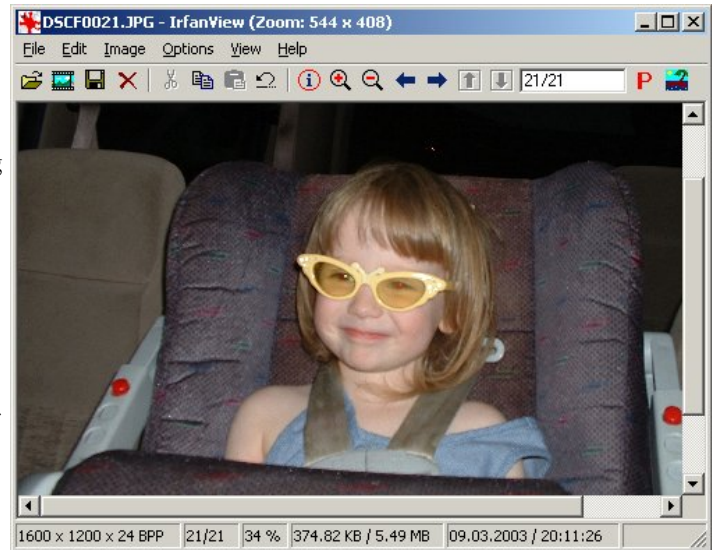 DSCF0021.JPG - IrfanView (Zoom: 544 x 408)
File Edit Image Options View Help
21/21
P
1600 x 1200 x 24 BPP 21/21 34 % 374.82 KB / 5.49 MB 09.03.2003 / 20:11:26